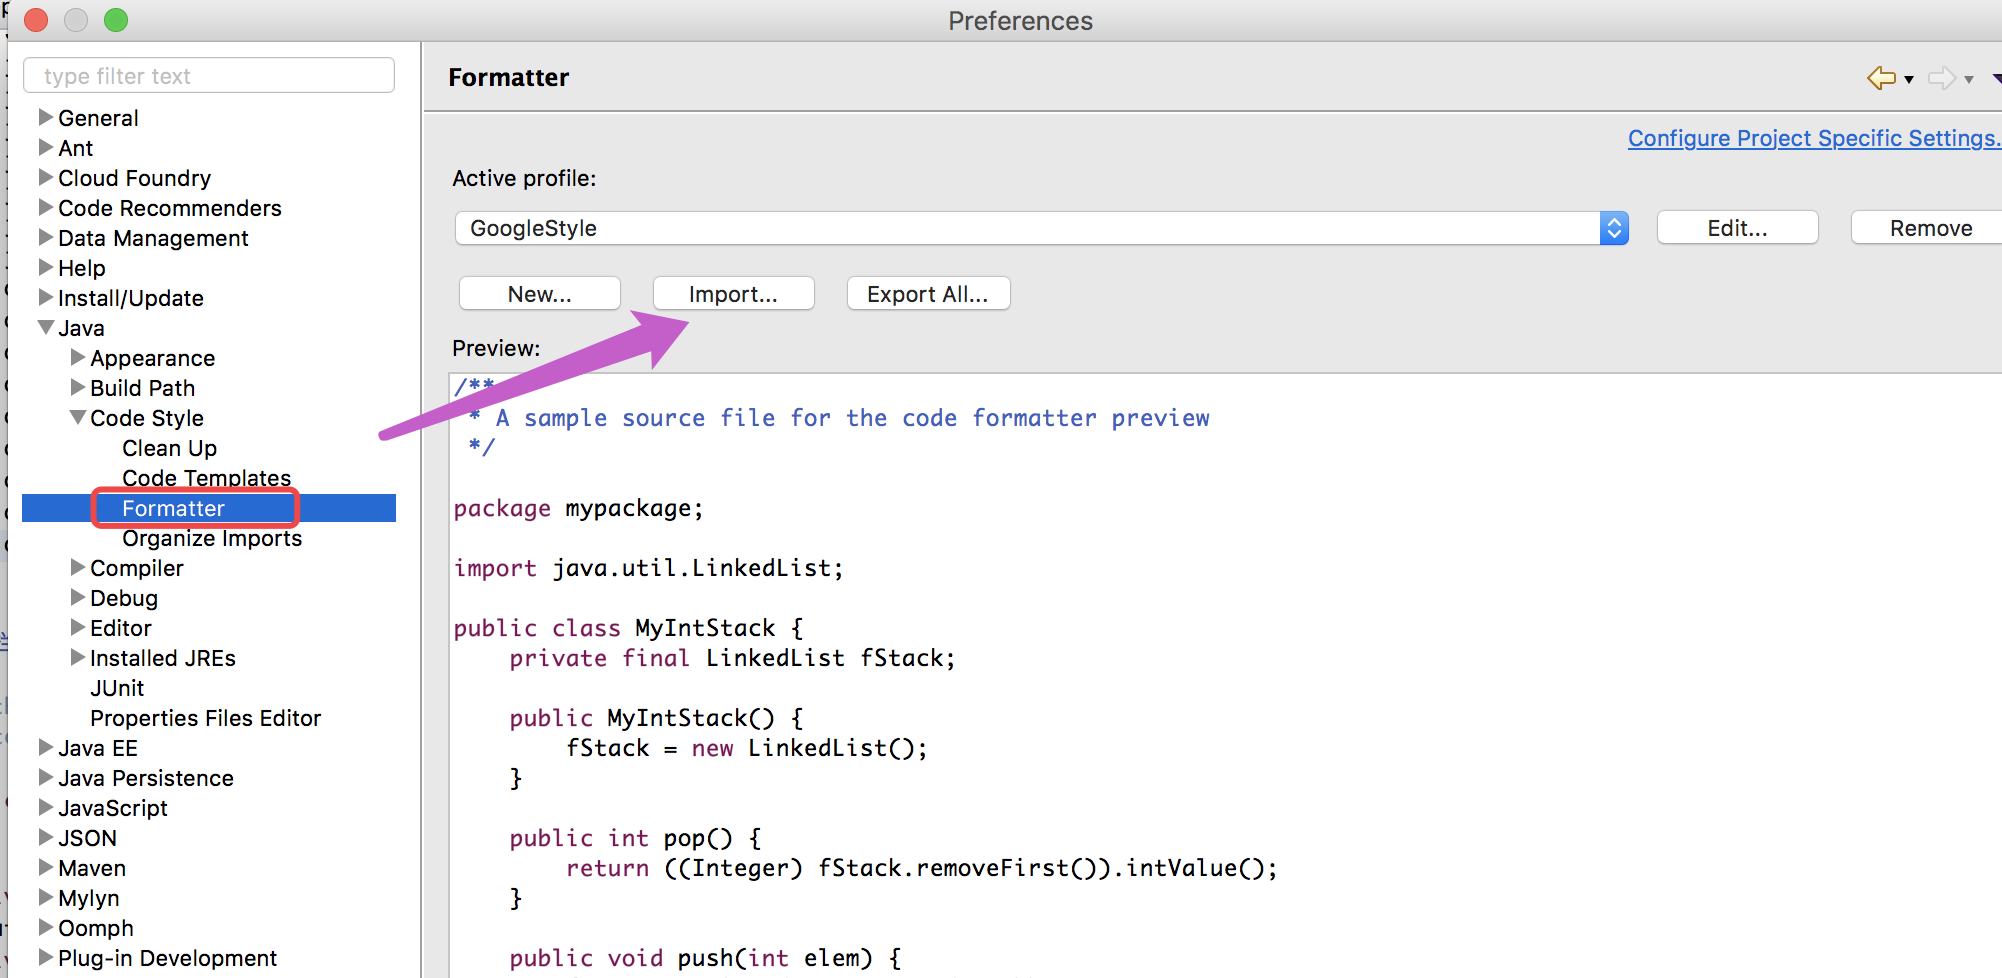 Preferences
type filter text
General
Ant
Cloud Foundry
Code Recommenders
Data Management
Help
Install/Update
Java
Appearance
Build Path
Code Style
Clean Up
Code Templates
Formatter
Organize Imports
Compiler
Debug
Editor
Installed JREs
JUnit
Properties Files Editor
Java EE
Java Persistence
JavaScript
JSON
Maven
Mylyn
Oomph
Plug-in Development
Formatter
Configure Project Specific Settings.
Active profile:
GoogleStyle
Edit...
Remove
New...
Import...
Export All...
Preview:
/**
* A sample source file for the code formatter preview
*/
package mypackage;
import java.util.LinkedList;
public class MyIntStack {
private final LinkedList fStack;
public MyIntStack() {
fStack = new LinkedList();
}
public int pop() {
return ((Integer) fStack.removeFirst()).intValue();
}
public void push(int elem) {